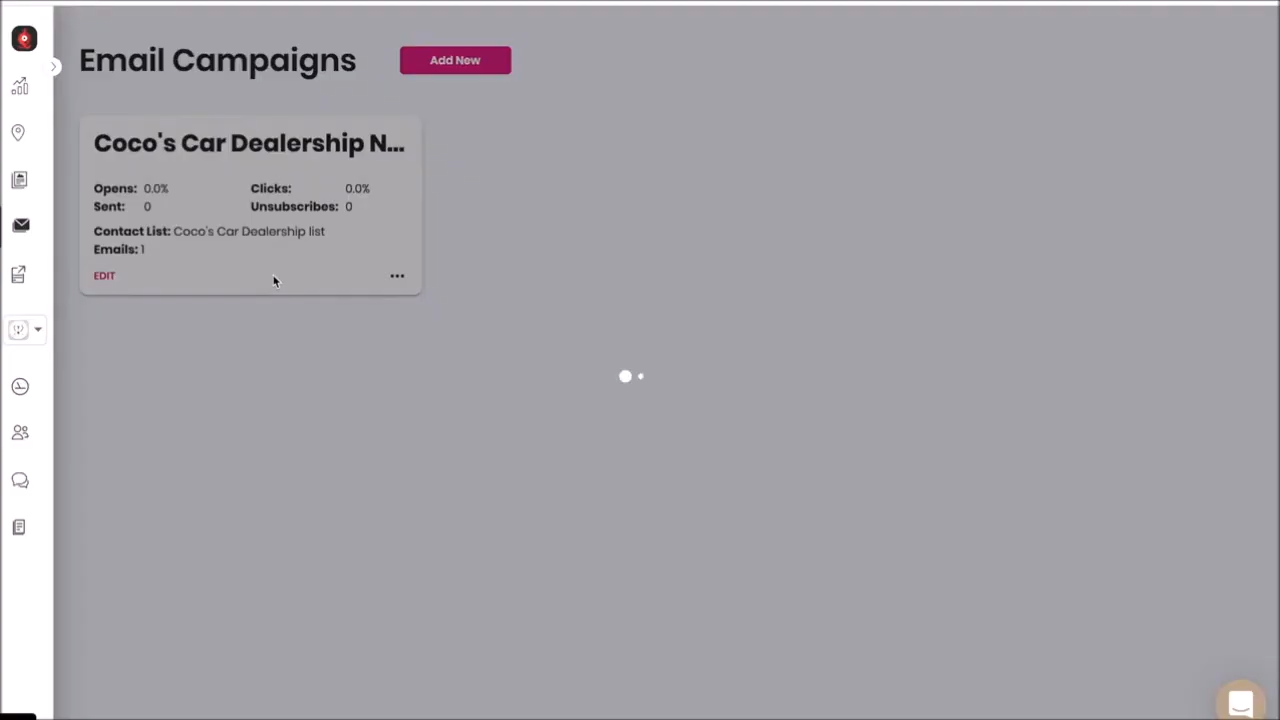 Email Campaigns
Add New
Coco's Car Dealership N...
Opens: 0.0% Clicks: 0.0%
Sent: 0 Unsubscribes: 0
Contact List: Coco's Car Dealership list
Emails: 1
EDIT